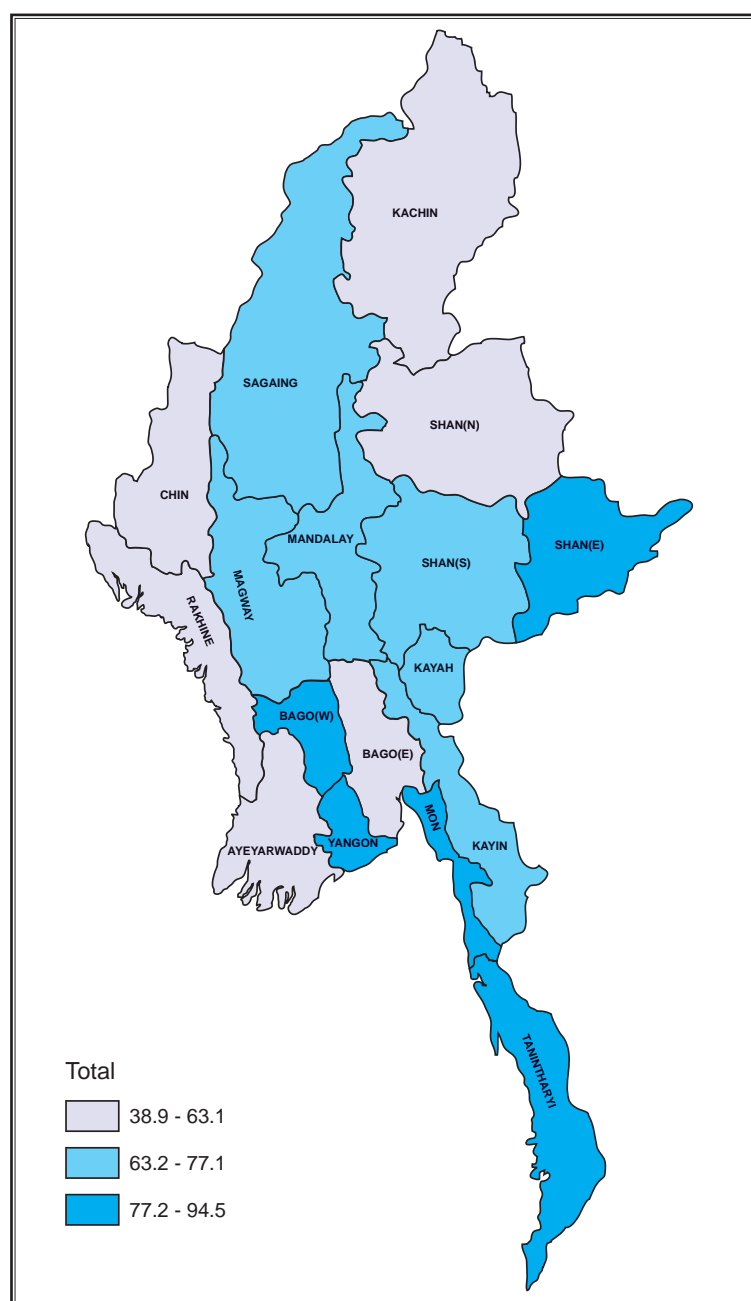 KACHIN
SAGAING
SHAN(N)
CHIN
MANDALAY
SHAN(E)
SHAN(S)
MAGWAY
RAKHINE
KAYAH
BAGO(W)
BAGO(E)
MON
YANGON
KAYIN
AYEYARWADDY
TANINTHARYI
Total
38.9 - 63.1
63.2 - 77.1
77.2 - 94.5